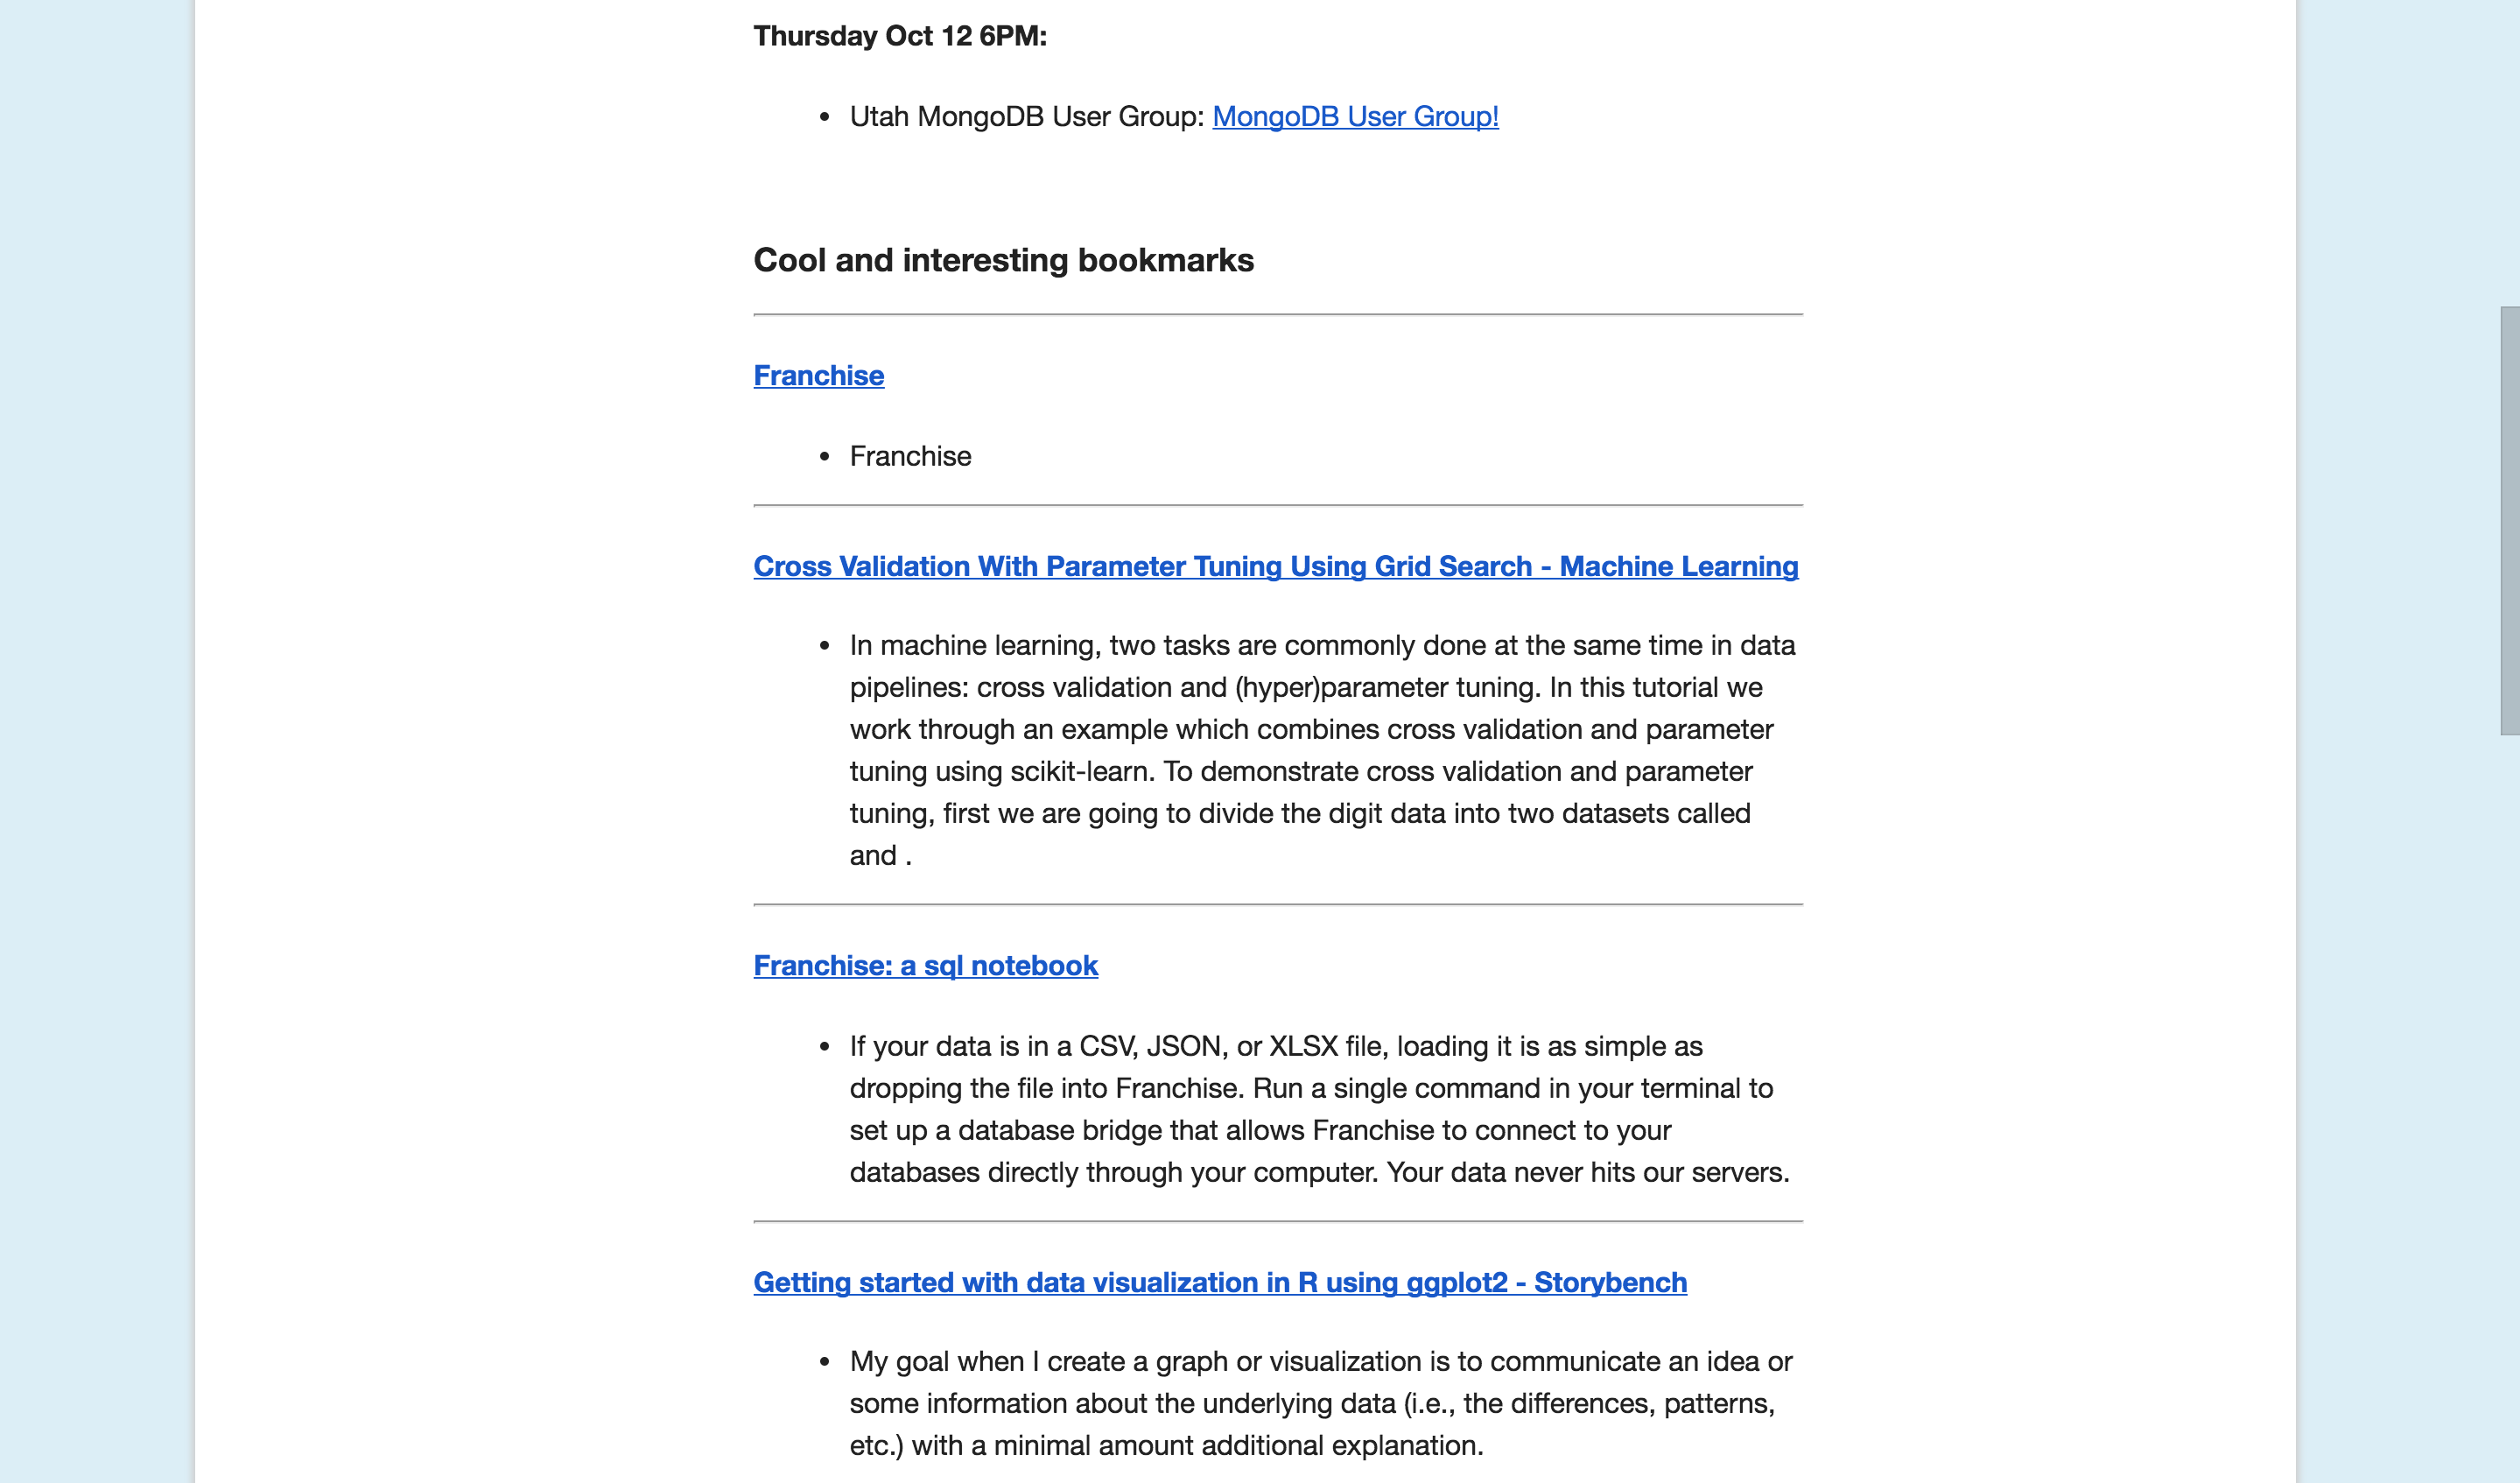 Thursday Oct 12 6PM:
• Utah MongoDB User Group: MongoDB User Group!
Cool and interesting bookmarks
Franchise
• Franchise
Cross Validation With Parameter Tuning Using Grid Search - Machine Learning
• In machine learning, two tasks are commonly done at the same time in data
pipelines: cross validation and (hyper)parameter tuning. In this tutorial we
work through an example which combines cross validation and parameter
tuning using scikit-learn. To demonstrate cross validation and parameter
tuning, first we are going to divide the digit data into two datasets called
and .
Franchise: a sql notebook
• If your data is in a CSV, JSON, or XLSX file, loading it is as simple as
dropping the file into Franchise. Run a single command in your terminal to
set up a database bridge that allows Franchise to connect to your
databases directly through your computer. Your data never hits our servers.
Getting started with data visualization in R using ggplot2 - Storybench
• My goal when I create a graph or visualization is to communicate an idea or
some information about the underlying data (i.e., the differences, patterns,
etc.) with a minimal amount additional explanation.